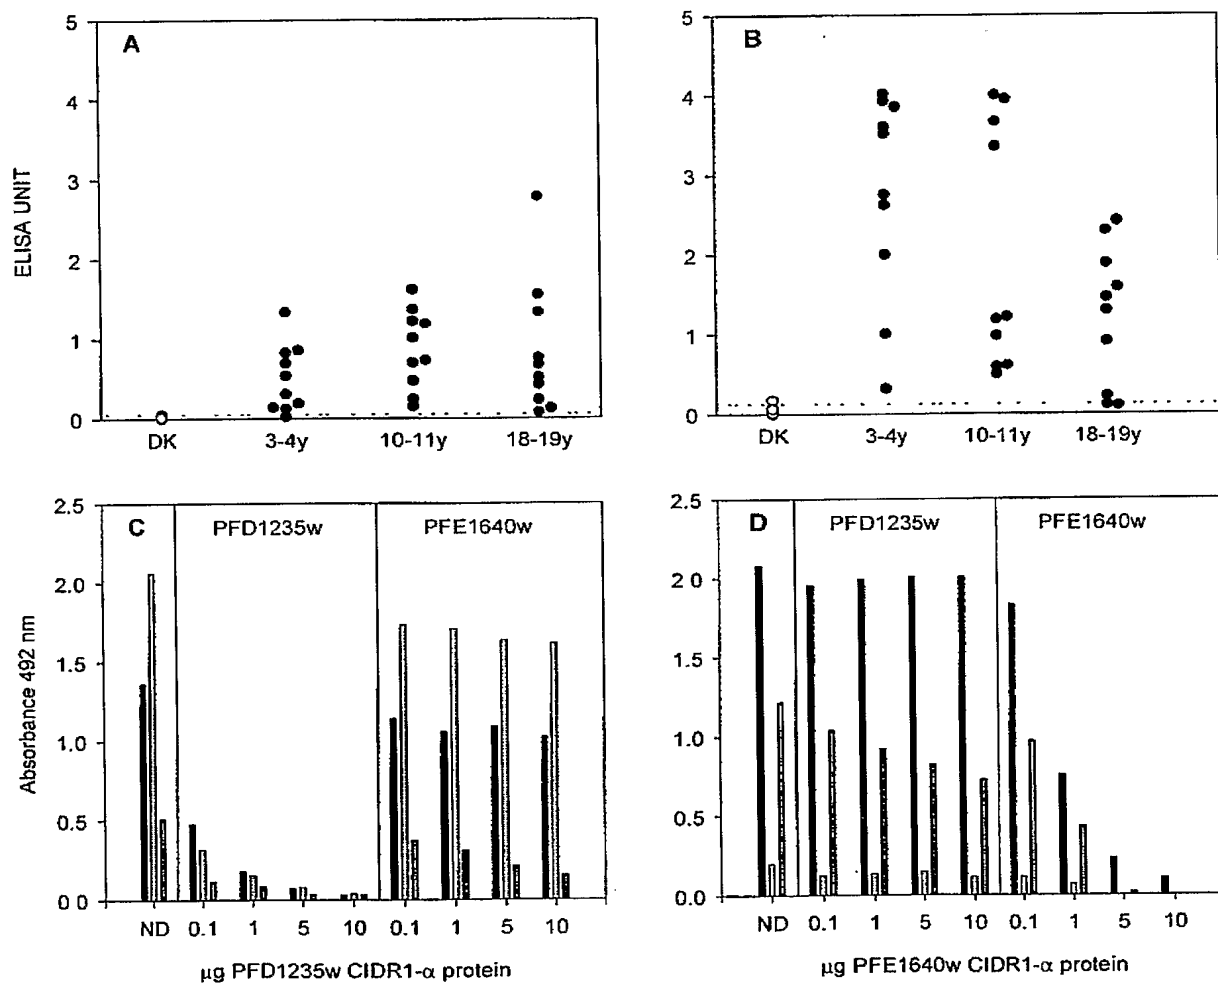 A
5
4
3
2
1
0
ELISA UNIT
DK 3-4y 10-11y 18-19y
B
5
4
3
2
1
0
DK 3-4y 10-11y 18-19y
C PFD1235w PFE1640w
2.5
2 0
1.5
1.0
0.5
0 0
Absorbance 492 nm
ND 0.1 1 5 10 0.1 1 5 10
µg PFD1235w CIDR1-α protein
D PFD1235w PFE1640w
2.5
2 0
1.5
1.0
0.5
0.0
ND 0.1 1 5 10 0.1 1 5 10
µg PFE1640w CIDR1-α protein